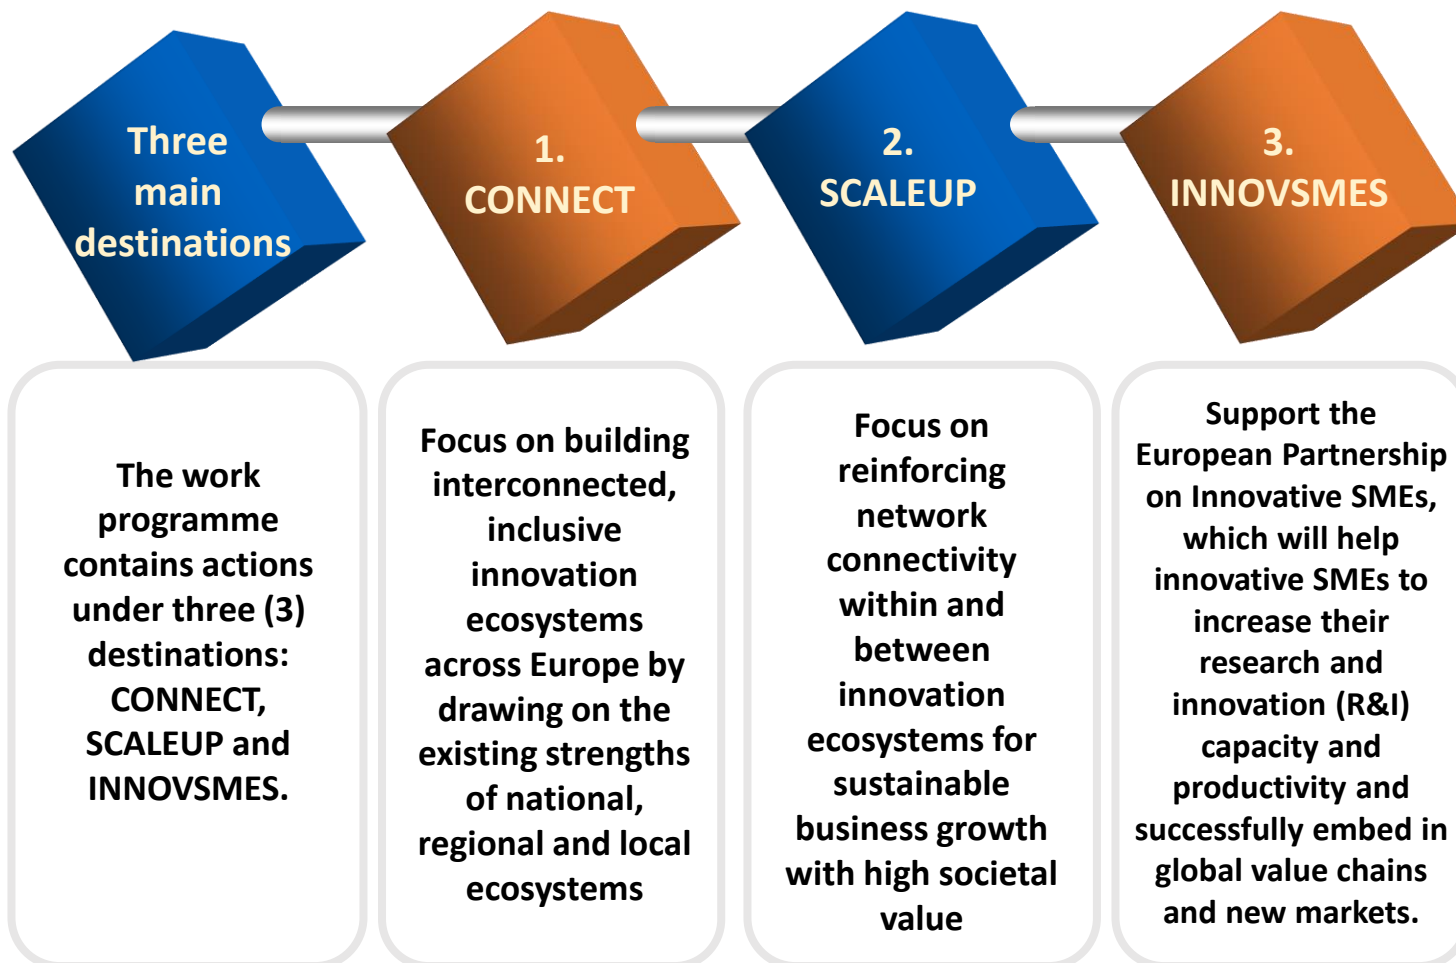 Three
main
destinations
1.
CONNECT
2.
SCALEUP
3.
INNOVSMES
The work
programme
contains actions
under three (3)
destinations:
CONNECT,
SCALEUP and
INNOVSMES.
Focus on building
interconnected,
inclusive
innovation
ecosystems
across Europe by
drawing on the
existing strengths
of national,
regional and local
ecosystems
Focus on
reinforcing
network
connectivity
within and
between
innovation
ecosystems for
sustainable
business growth
with high societal
value
Support the
European Partnership
on Innovative SMEs,
which will help
innovative SMEs to
increase their
research and
innovation (R&I)
capacity and
productivity and
successfully embed in
global value chains
and new markets.